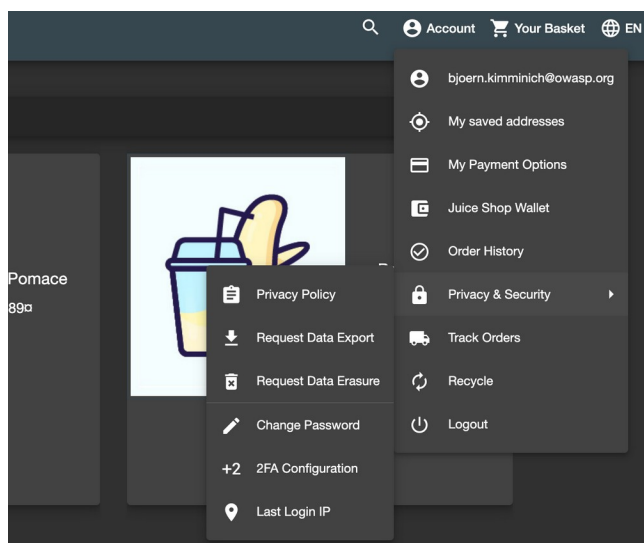 Account
Your Basket
EN
bjoern.kimminich@owasp.org
My saved addresses
My Payment Options
Juice Shop Wallet
Order History
Privacy & Security
Track Orders
Recycle
Logout
Pomace
89¤
Privacy Policy
Request Data Export
Request Data Erasure
Change Password
+2 2FA Configuration
Last Login IP